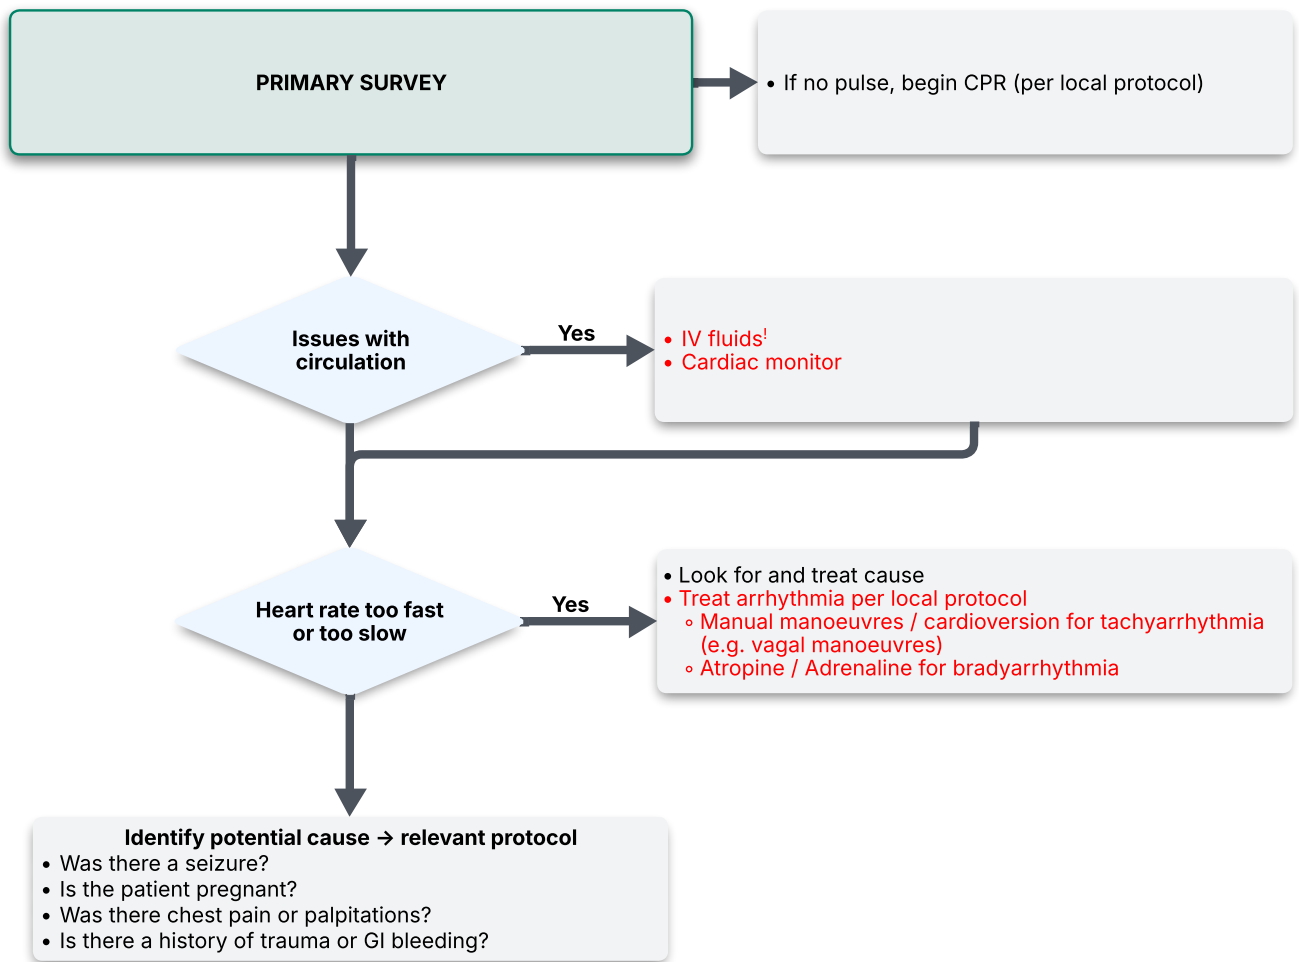 PRIMARY SURVEY
• If no pulse, begin CPR (per local protocol)
Issues with
circulation
Yes
• IV fluids!
• Cardiac monitor
Heart rate too fast
or too slow
Yes
• Look for and treat cause
• Treat arrhythmia per local protocol
∘ Manual manoeuvres / cardioversion for tachyarrhythmia
(e.g. vagal manoeuvres)
∘ Atropine / Adrenaline for bradyarrhythmia
Identify potential cause → relevant protocol
• Was there a seizure?
• Is the patient pregnant?
• Was there chest pain or palpitations?
• Is there a history of trauma or GI bleeding?